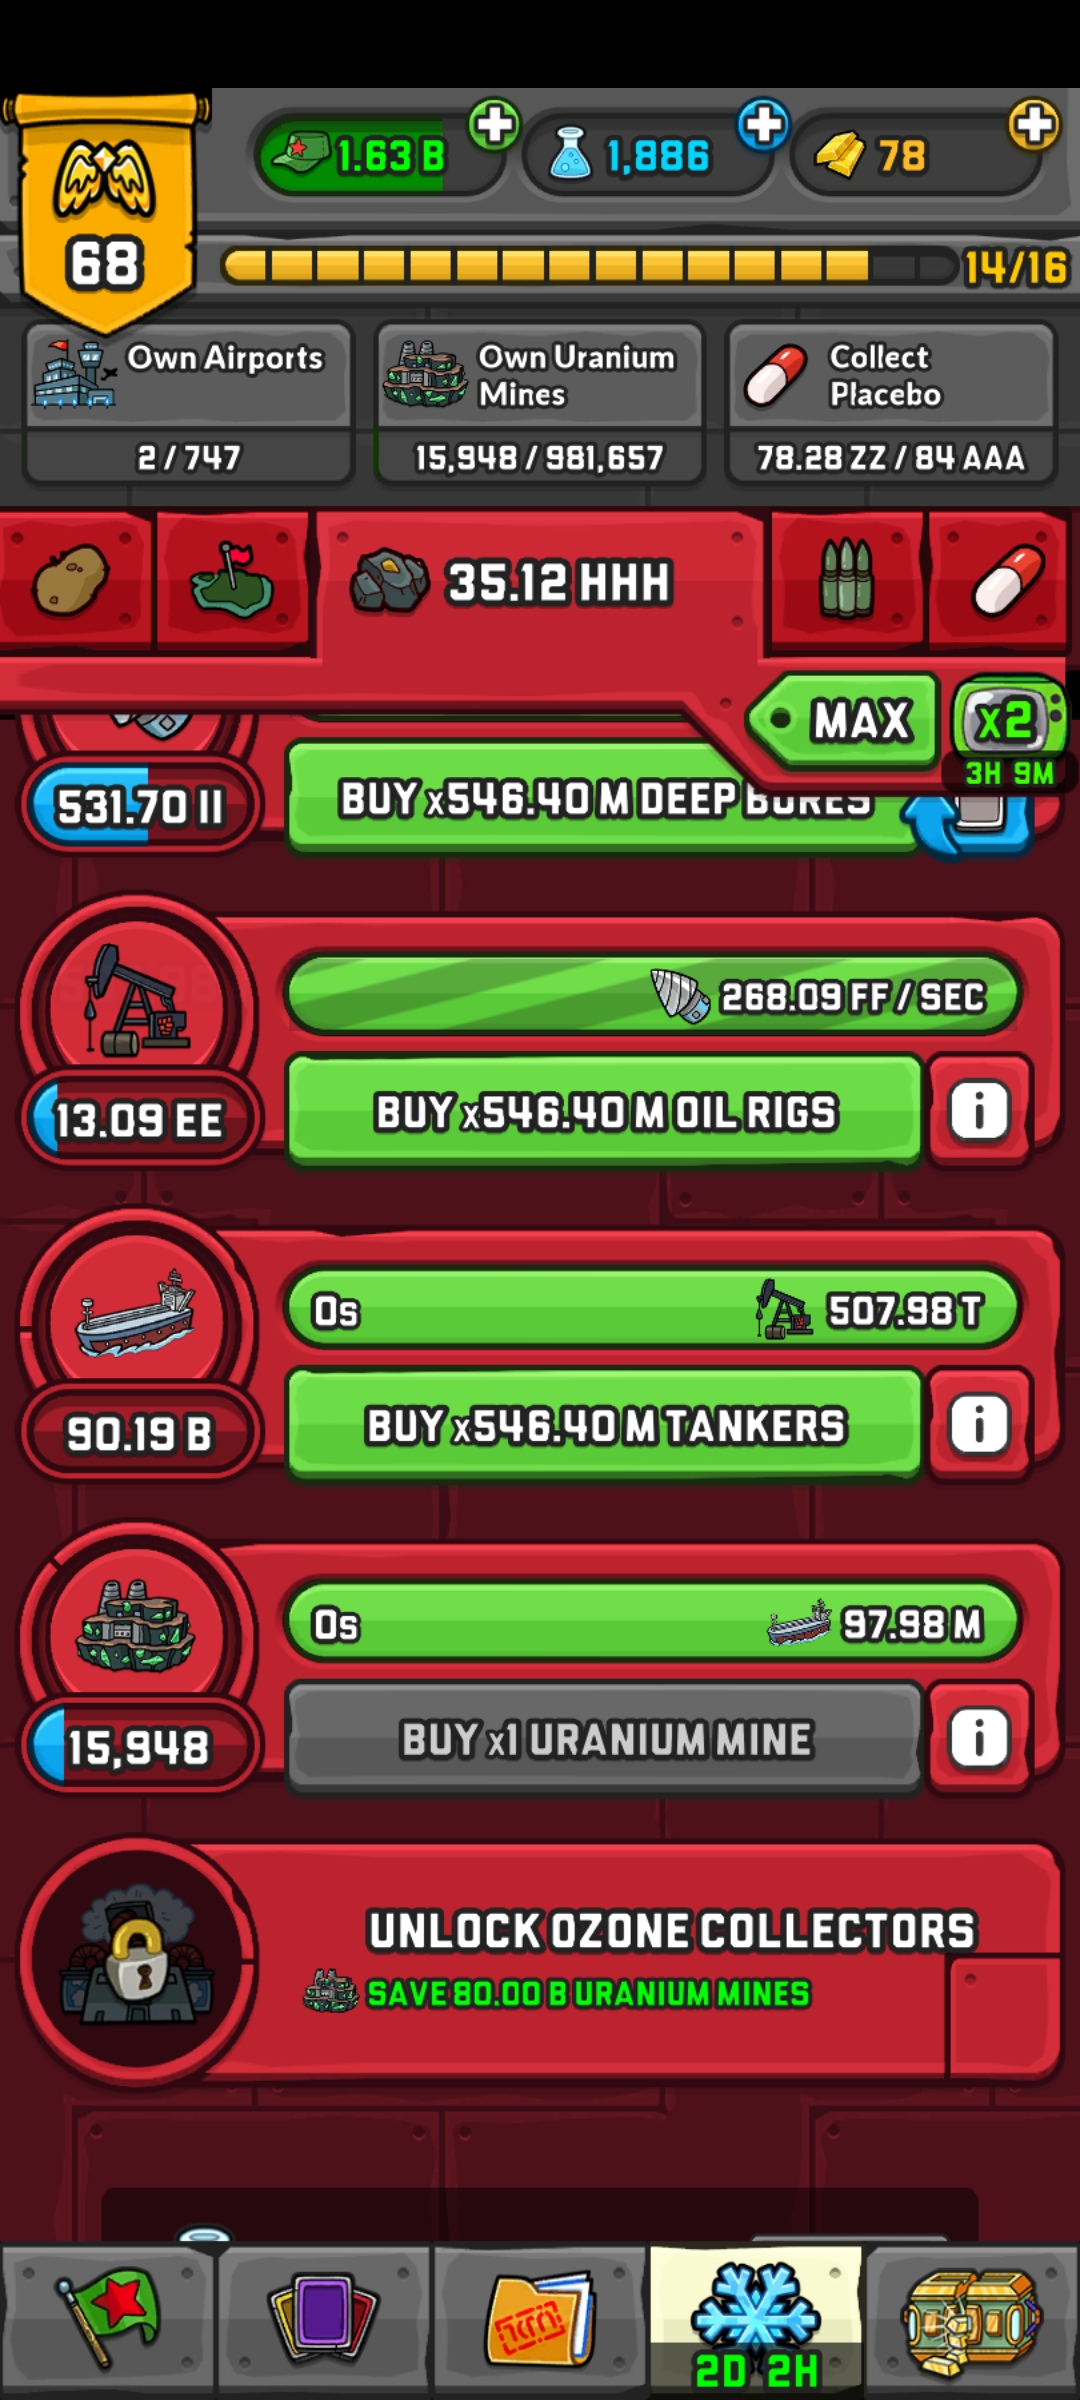 1.63 B
1,886
78
68
14/16
Own Airports
2 / 747
Own Uranium
Mines
15,948 / 981,657
Collect
Placebo
78.28 ZZ / 84 AAA
35.12 HHH
MAX
x2
3H 9M
531.70 II
BUY x546.40 M DEEP BORES
268.09 FF / SEC
13.09 EE
BUY x546.40 M OIL RIGS
i
0s
507.98 T
90.19 B
BUY x546.40 M TANKERS
i
0s
97.98 M
15,948
BUY x1 URANIUM MINE
i
UNLOCK OZONE COLLECTORS
SAVE 80.00 B URANIUM MINES
2D 2H